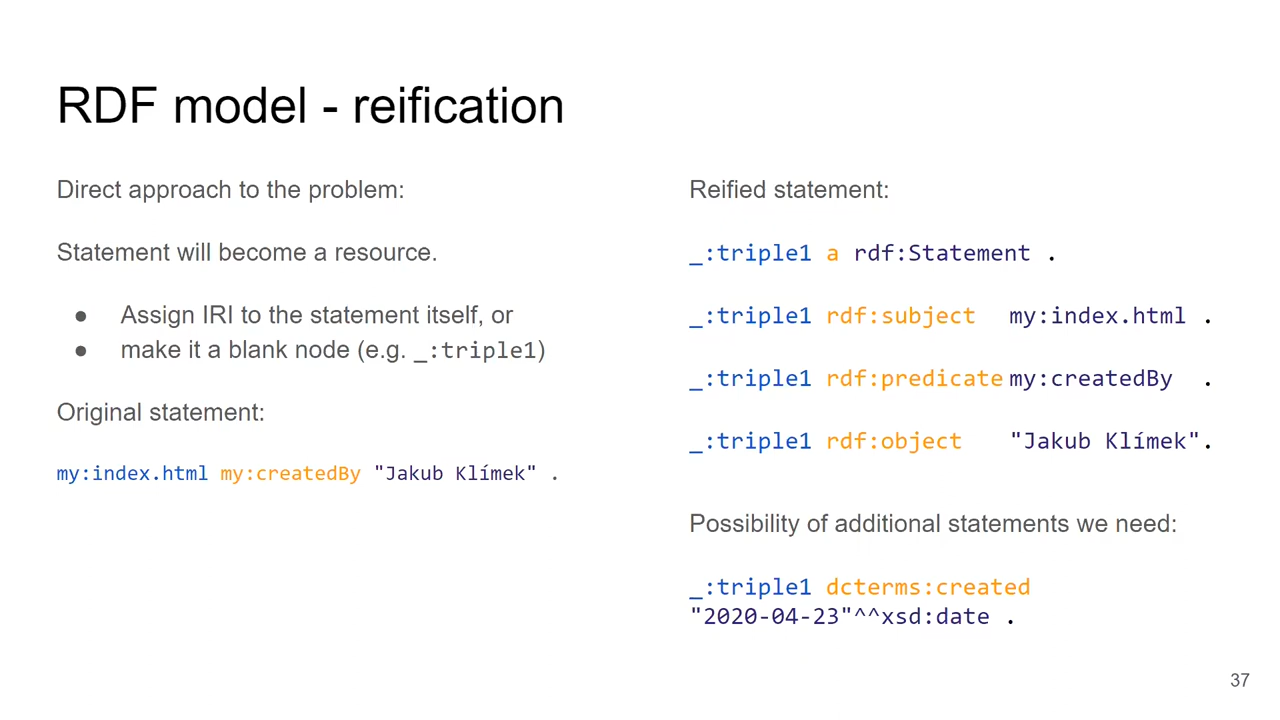 RDF model - reification
Direct approach to the problem:
Statement will become a resource.
● Assign IRI to the statement itself, or
● make it a blank node (e.g. _:triple1)
Original statement:
my:index.html my:createdBy "Jakub Klímek" .
Reified statement:
_:triple1 a rdf:Statement .
_:triple1 rdf:subject my:index.html .
_:triple1 rdf:predicate my:createdBy .
_:triple1 rdf:object "Jakub Klímek".
Possibility of additional statements we need:
_:triple1 dcterms:created
"2020-04-23"^^xsd:date .
37